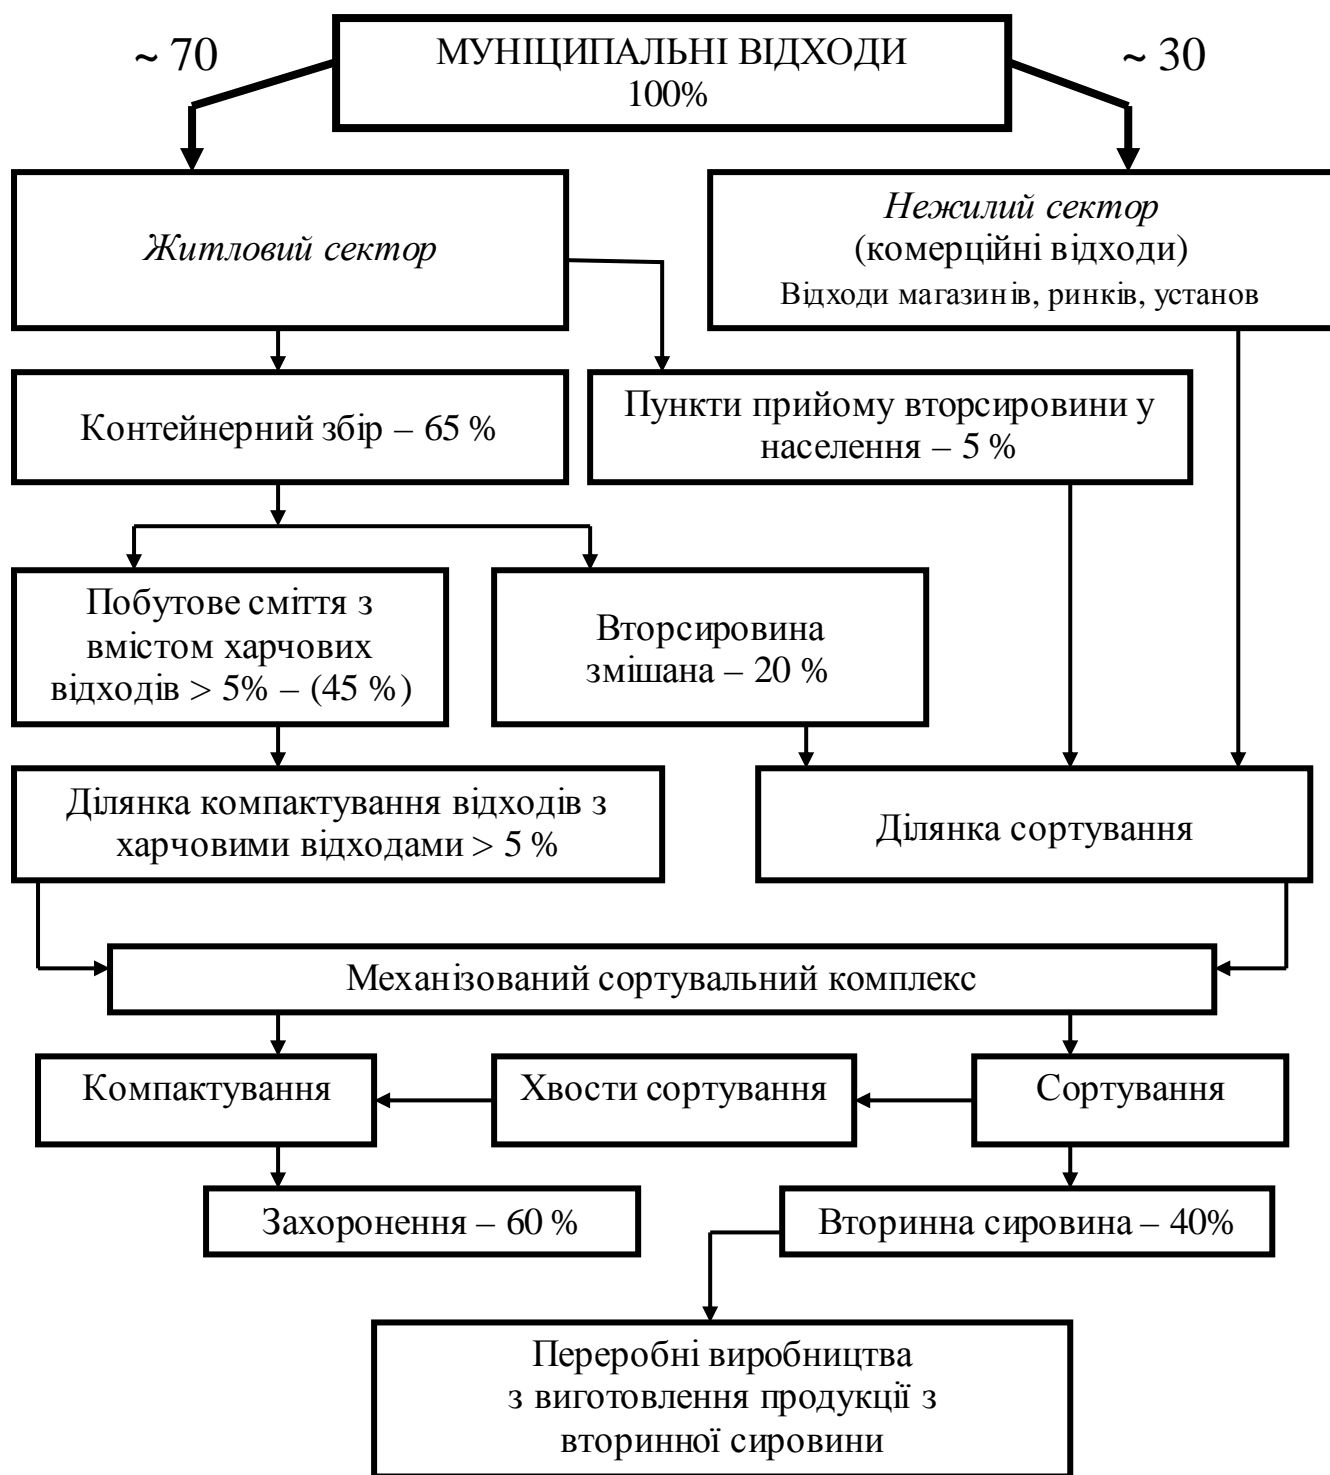 ~ 70
МУНІЦИПАЛЬНІ ВІДХОДИ
100%
~ 30
Житловий сектор
Нежилий сектор
(комерційні відходи)
Відходи магазинів, ринків, установ
Контейнерний збір – 65 %
Пункти прийому вторсировини у
населення – 5 %
Побутове сміття з
вмістом харчових
відходів > 5% – (45 %)
Вторсировина
змішана – 20 %
Ділянка компактування відходів з
харчовими відходами > 5 %
Ділянка сортування
Механізований сортувальний комплекс
Компактування
Хвости сортування
Сортування
Захоронення – 60 %
Вторинна сировина – 40%
Переробні виробництва
з виготовлення продукції з
вторинної сировини